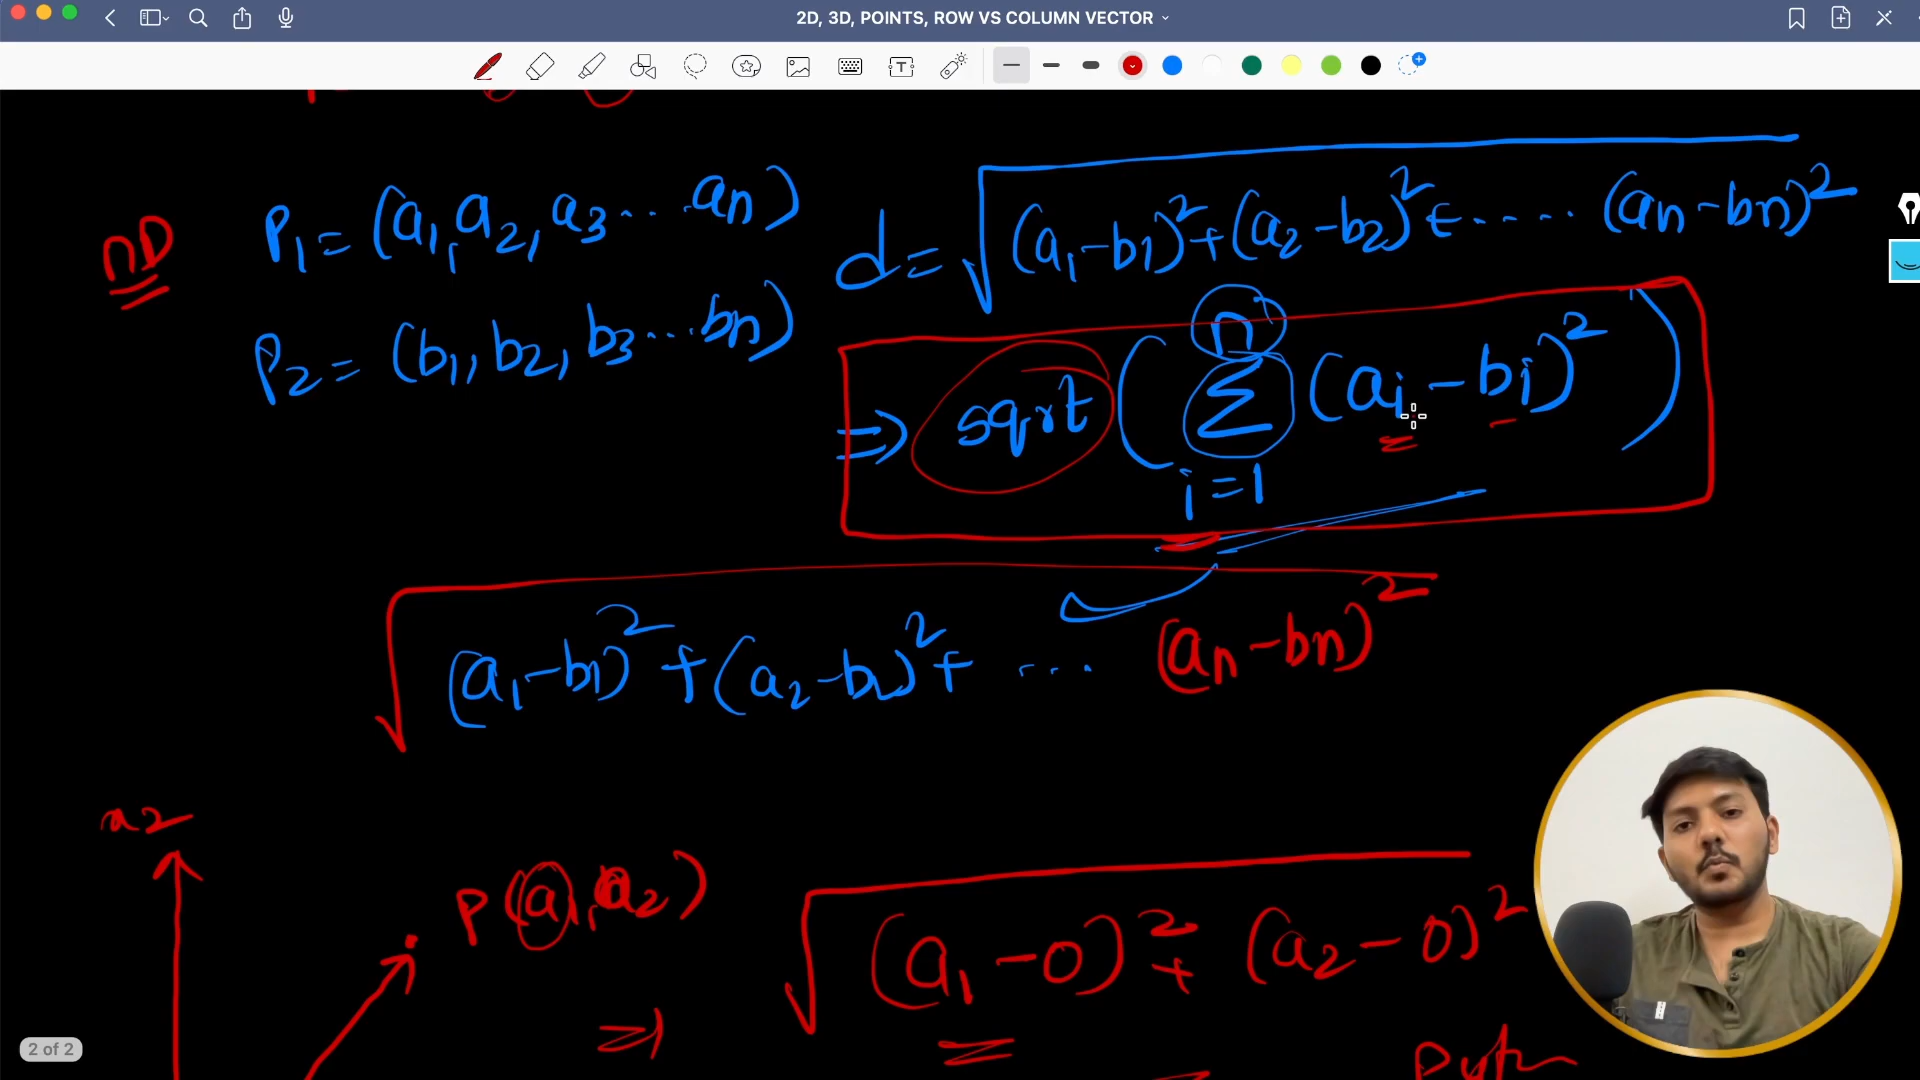 2D, 3D, POINTS, ROW VS COLUMN VECTOR
nD
P1 = (a1, a2, a3 ... an)
P2 = (b1, b2, b3 ... bn)
d = √(a1-b1)² + (a2-b2)² + ..... (an-bn)²
⇒ sqrt ( n Σ i=1 (ai - bi)² )
√(a1-b1)² + (a2-b2)² + ... (an-bn)²
P(a1, a2)
√(a1-0)² + (a2-0)²
⇒
2 of 2